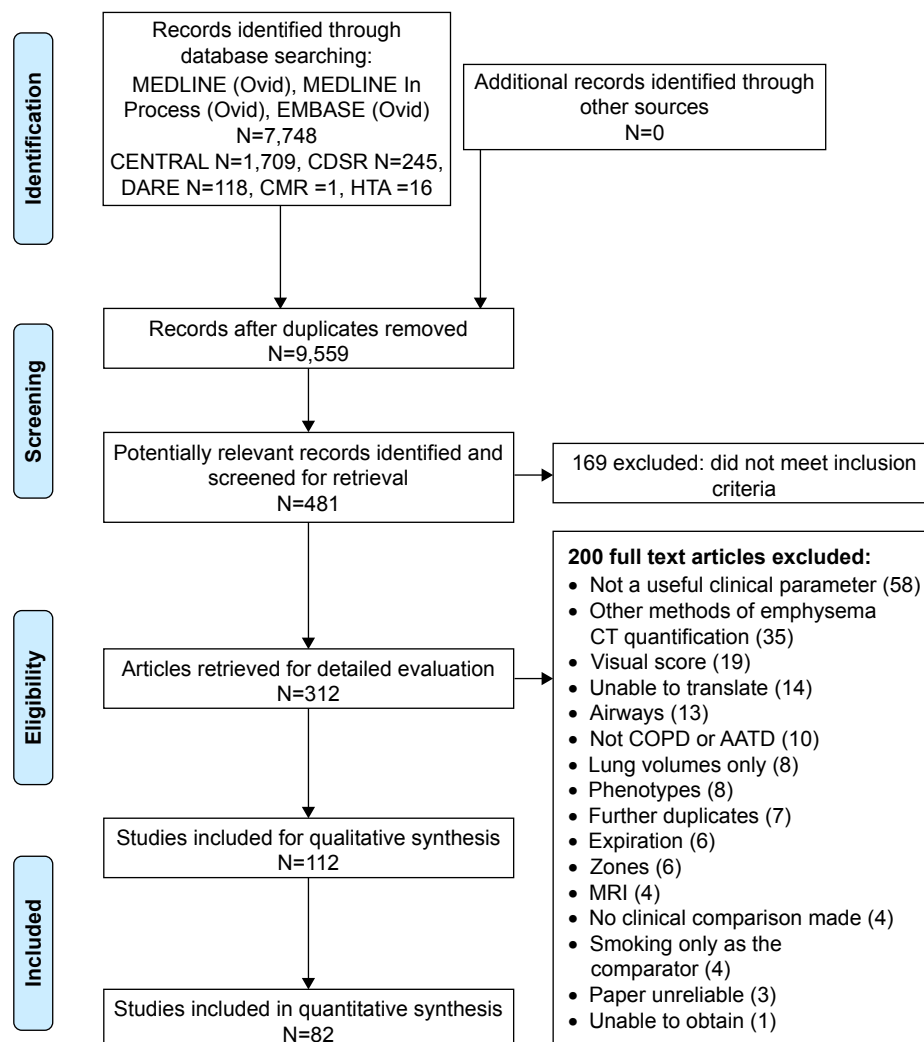 Identification
Records identified through
database searching:
MEDLINE (Ovid), MEDLINE In
Process (Ovid), EMBASE (Ovid)
N=7,748
CENTRAL N=1,709, CDSR N=245,
DARE N=118, CMR =1, HTA =16
Additional records identified through
other sources
N=0
Screening
Records after duplicates removed
N=9,559
Potentially relevant records identified and
screened for retrieval
N=481
169 excluded: did not meet inclusion
criteria
Eligibility
Articles retrieved for detailed evaluation
N=312
200 full text articles excluded:
• Not a useful clinical parameter (58)
• Other methods of emphysema
CT quantification (35)
• Visual score (19)
• Unable to translate (14)
• Airways (13)
• Not COPD or AATD (10)
• Lung volumes only (8)
• Phenotypes (8)
• Further duplicates (7)
• Expiration (6)
• Zones (6)
• MRI (4)
• No clinical comparison made (4)
• Smoking only as the
comparator (4)
• Paper unreliable (3)
• Unable to obtain (1)
Included
Studies included for qualitative synthesis
N=112
Studies included in quantitative synthesis
N=82